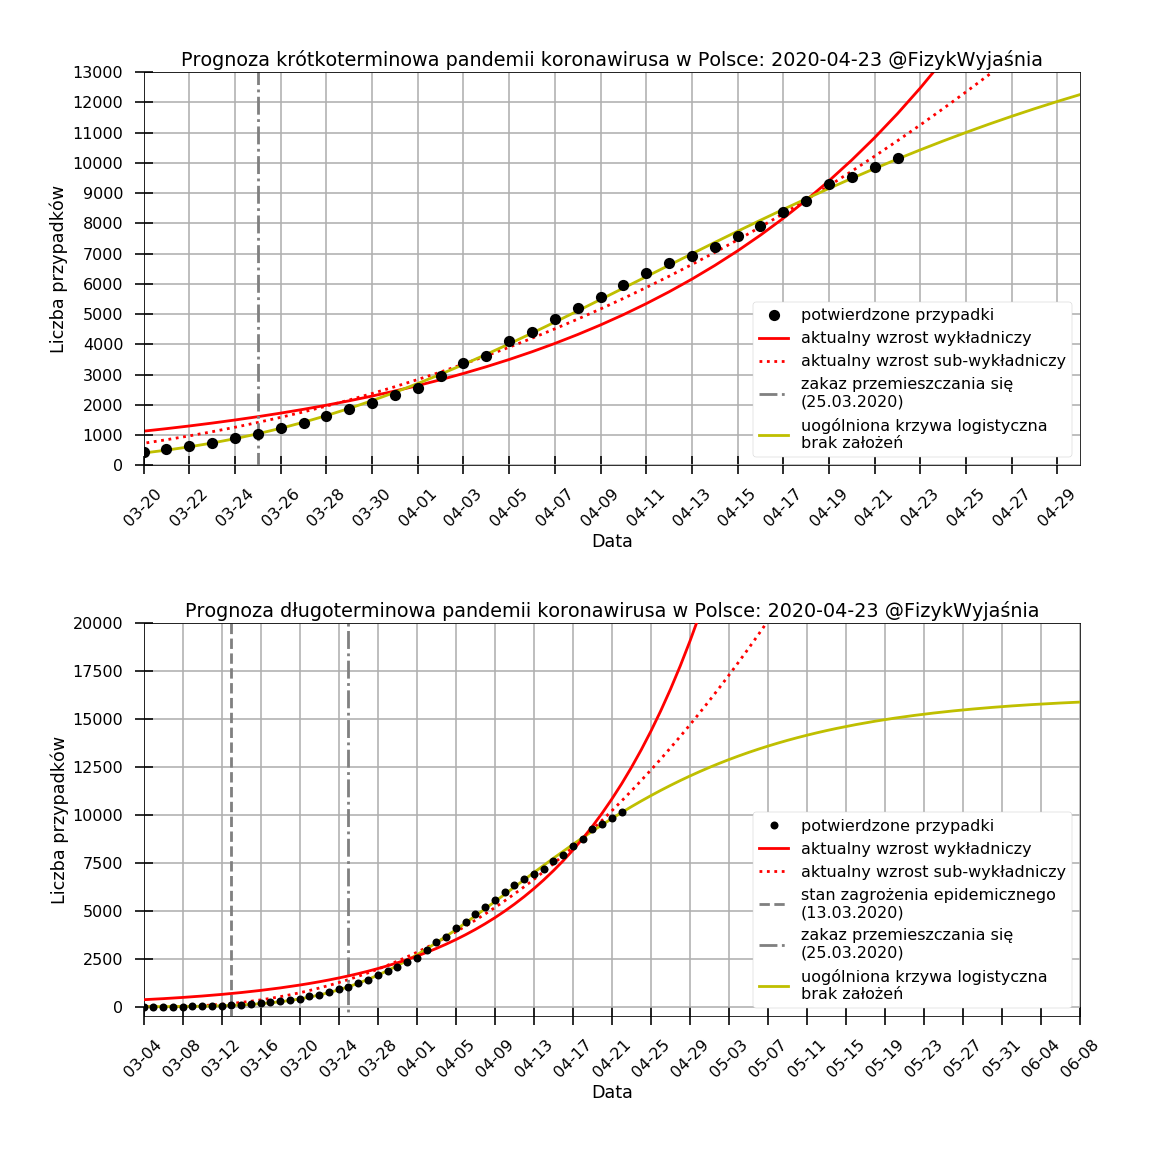 Prognoza krótkoterminowa pandemii koronawirusa w Polsce: 2020-04-23 @FizykWyjaśnia
13000
12000
11000
10000
9000
8000
7000
6000
5000
4000
3000
2000
1000
0
Liczba przypadków
potwierdzone przypadki
aktualny wzrost wykładniczy
aktualny wzrost sub-wykładniczy
zakaz przemieszczania się
(25.03.2020)
uogólniona krzywa logistyczna
brak założeń
03-20 03-22 03-24 03-26 03-28 03-30 04-01 04-03 04-05 04-07 04-09 04-11 04-13 04-15 04-17 04-19 04-21 04-23 04-25 04-27 04-29
Data
Prognoza długoterminowa pandemii koronawirusa w Polsce: 2020-04-23 @FizykWyjaśnia
20000
17500
15000
12500
10000
7500
5000
2500
0
Liczba przypadków
potwierdzone przypadki
aktualny wzrost wykładniczy
aktualny wzrost sub-wykładniczy
stan zagrożenia epidemicznego
(13.03.2020)
zakaz przemieszczania się
(25.03.2020)
uogólniona krzywa logistyczna
brak założeń
03-04 03-08 03-12 03-16 03-20 03-24 03-28 04-01 04-05 04-09 04-13 04-17 04-21 04-25 04-29 05-03 05-07 05-11 05-15 05-19 05-23 05-27 05-31 06-04 06-08
Data